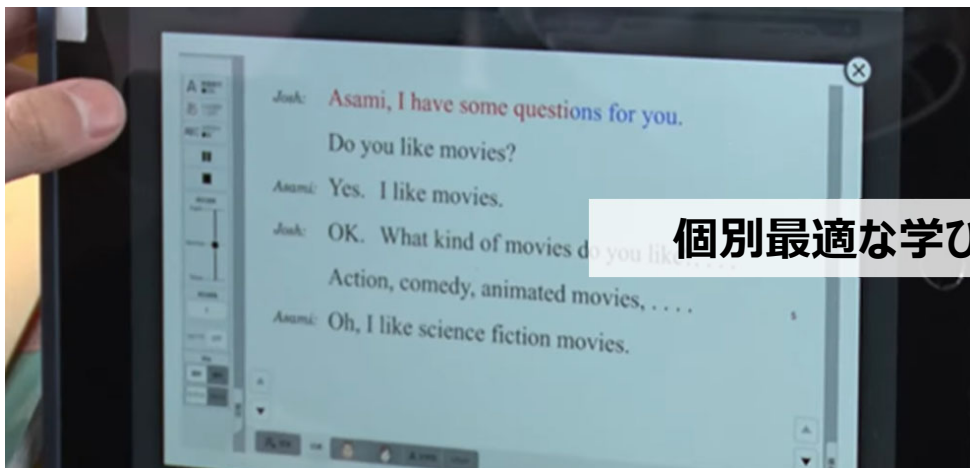 Josh: Asami, I have some questions for you.
Do you like movies?
Asami: Yes. I like movies.
Josh: OK. What kind of movies do you like, . . .
Action, comedy, animated movies, . . . .
5
Asami: Oh, I like science fiction movies.
個別最適な学び